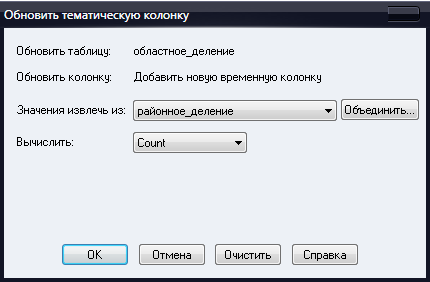 Обновить тематическую колонку
Обновить таблицу: областное_деление
Обновить колонку: Добавить новую временную колонку
Значения извлечь из: районное_деление Объединить...
Вычислить: Count
OK Отмена Очистить Справка